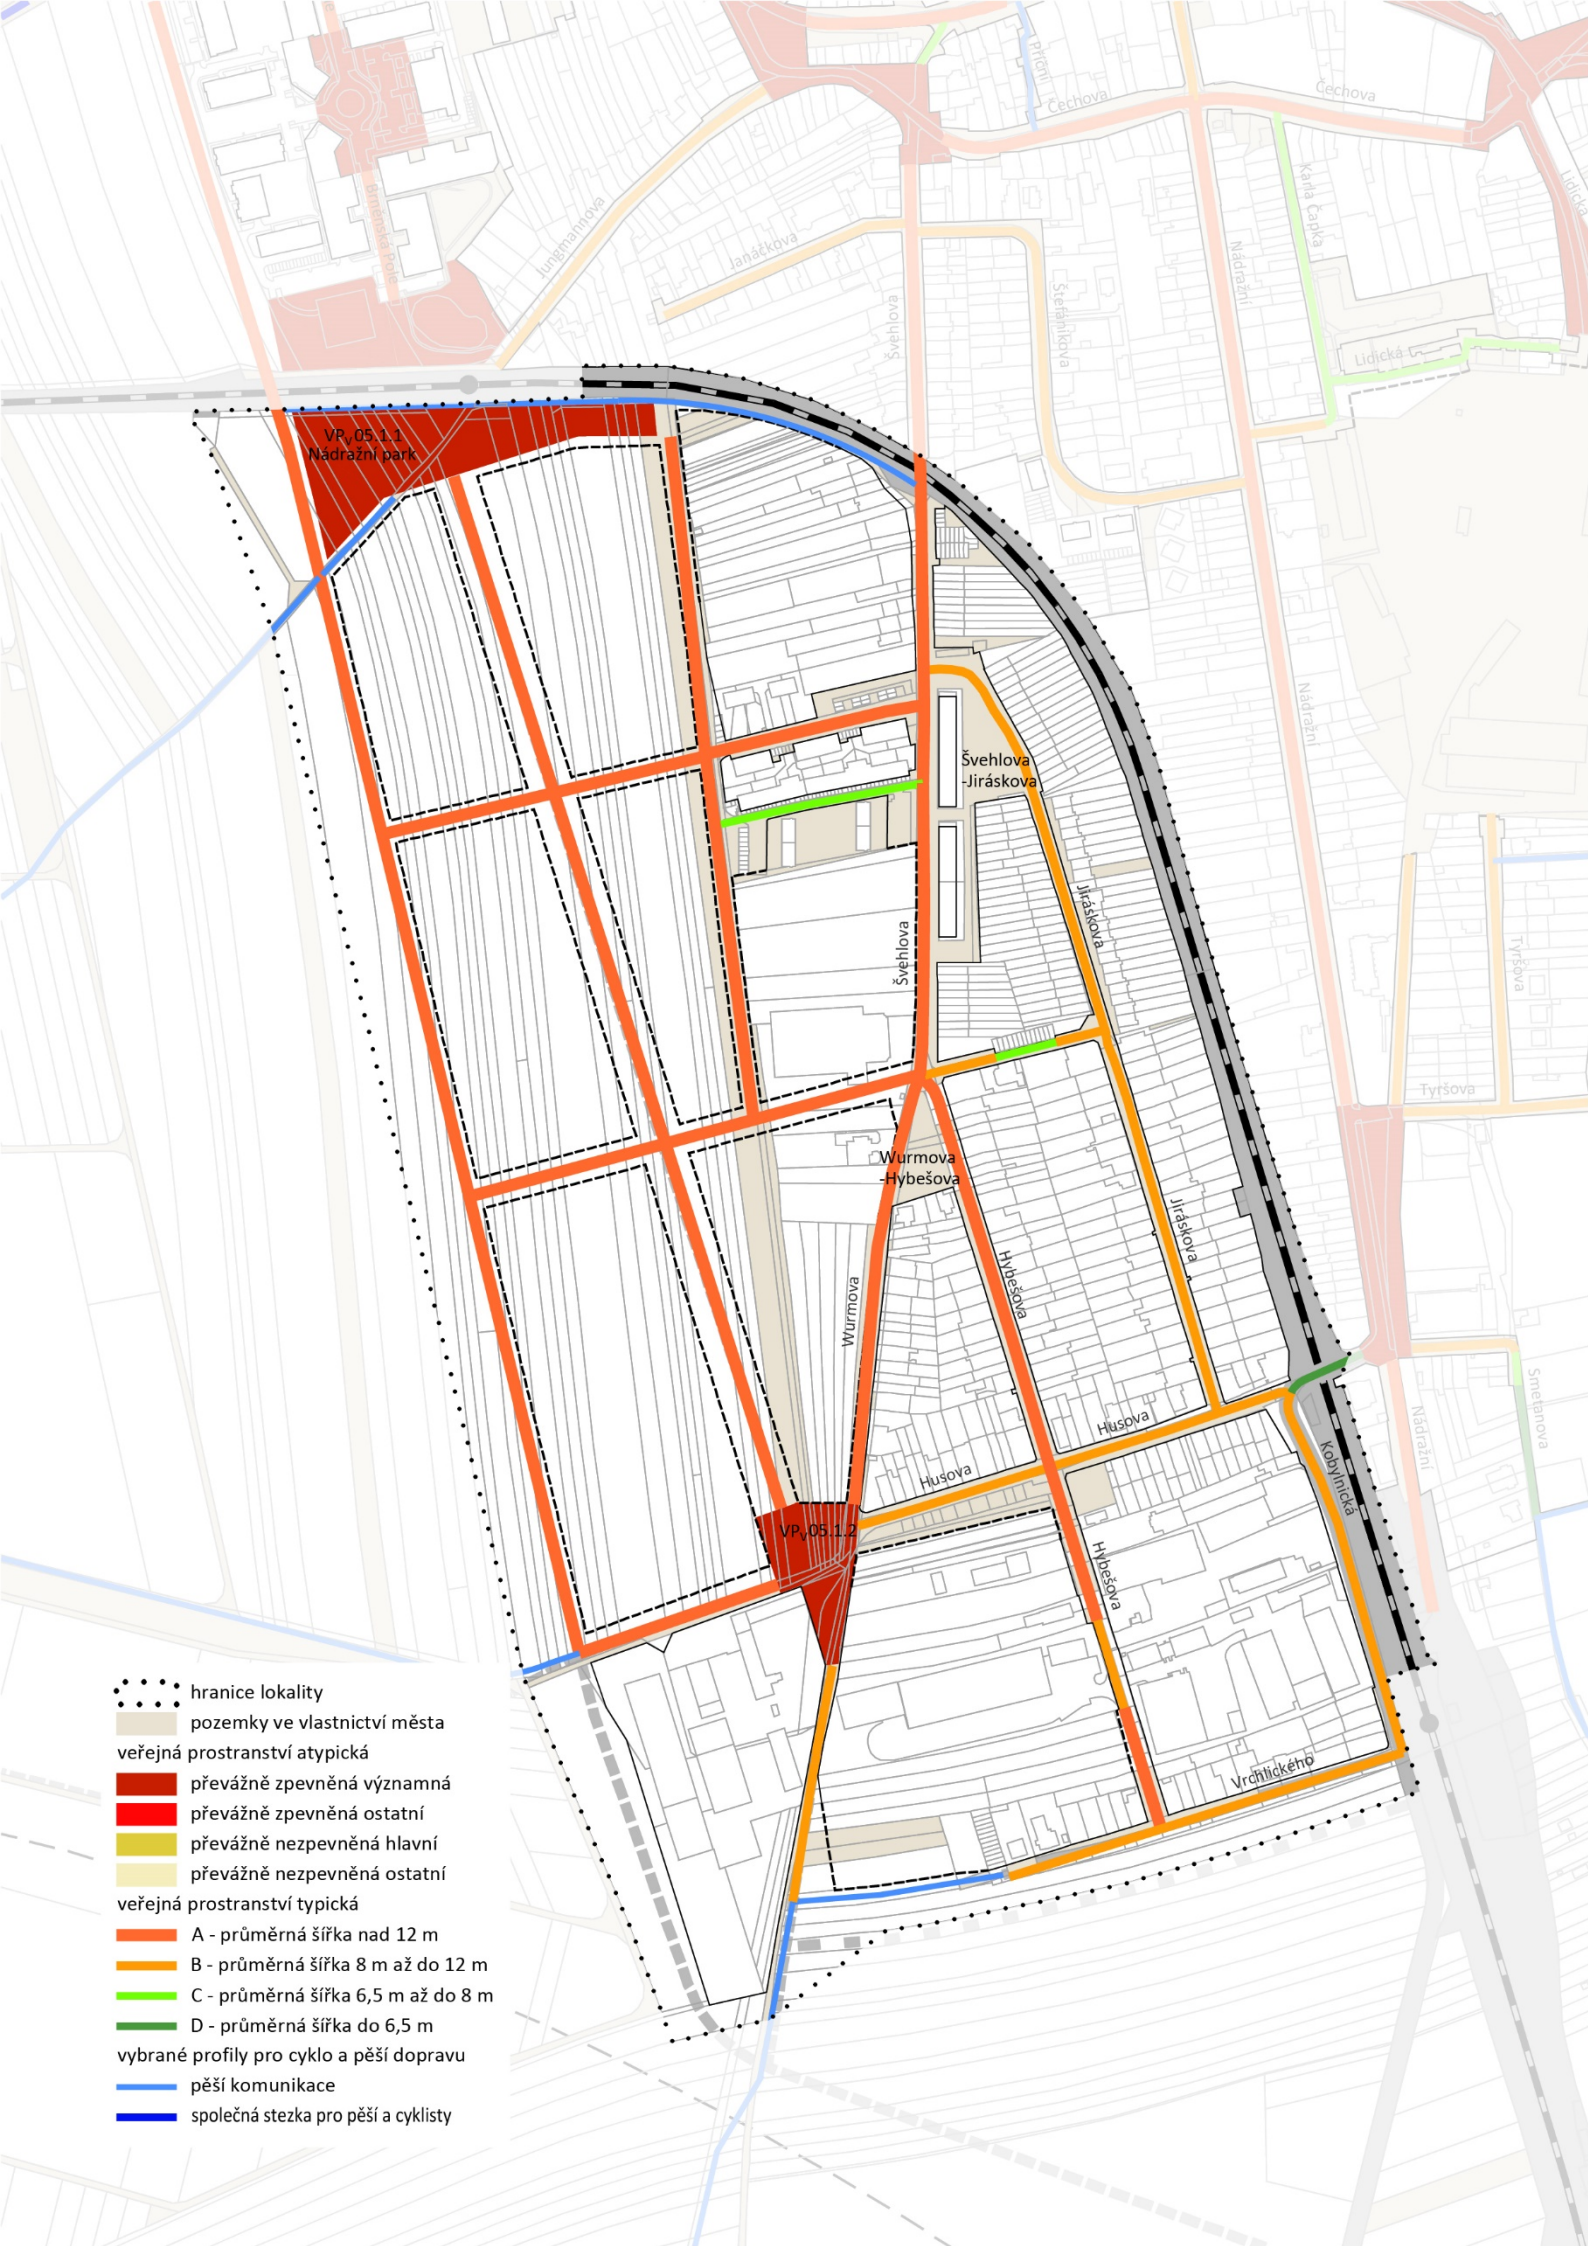 Příční
Čechova
Čechova
Lidická
Karla Čapka
Brněnská Pole
Jungmannova
Janáčkova
Švehlova
Štefánikova
Nádražní
Lidická
VPv05.1.1
Nádražní park
Nádražní
Švehlova
-Jiráskova
Jiráskova
Švehlova
Tyršova
Tyršova
Wurmova
-Hybešova
Jiráskova
Hybešova
Wurmova
Smetanova
Nádražní
Husova
Husova
Kobylnická
VPv05.1.2
Hybešova
Vrchlického
hranice lokality
pozemky ve vlastnictví města
veřejná prostranství atypická
převážně zpevněná významná
převážně zpevněná ostatní
převážně nezpevněná hlavní
převážně nezpevněná ostatní
veřejná prostranství typická
A - průměrná šířka nad 12 m
B - průměrná šířka 8 m až do 12 m
C - průměrná šířka 6,5 m až do 8 m
D - průměrná šířka do 6,5 m
vybrané profily pro cyklo a pěší dopravu
pěší komunikace
společná stezka pro pěší a cyklisty